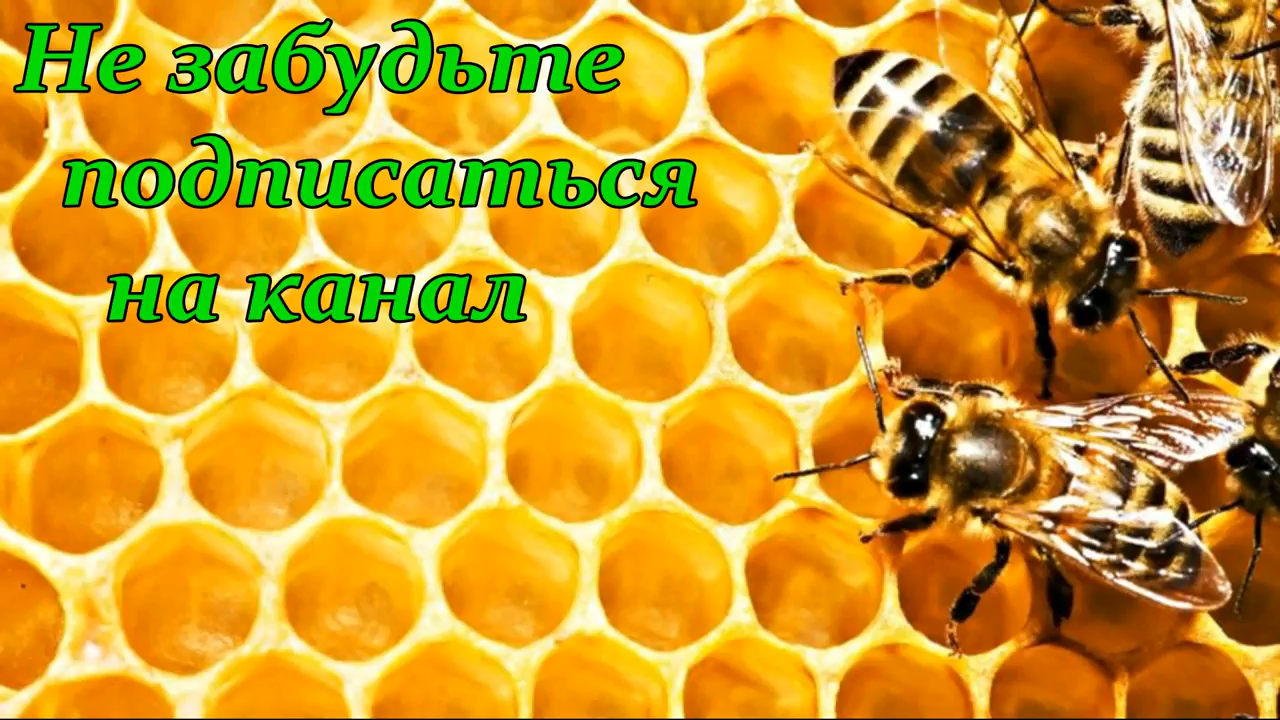 Не забудьте
подписаться
на канал